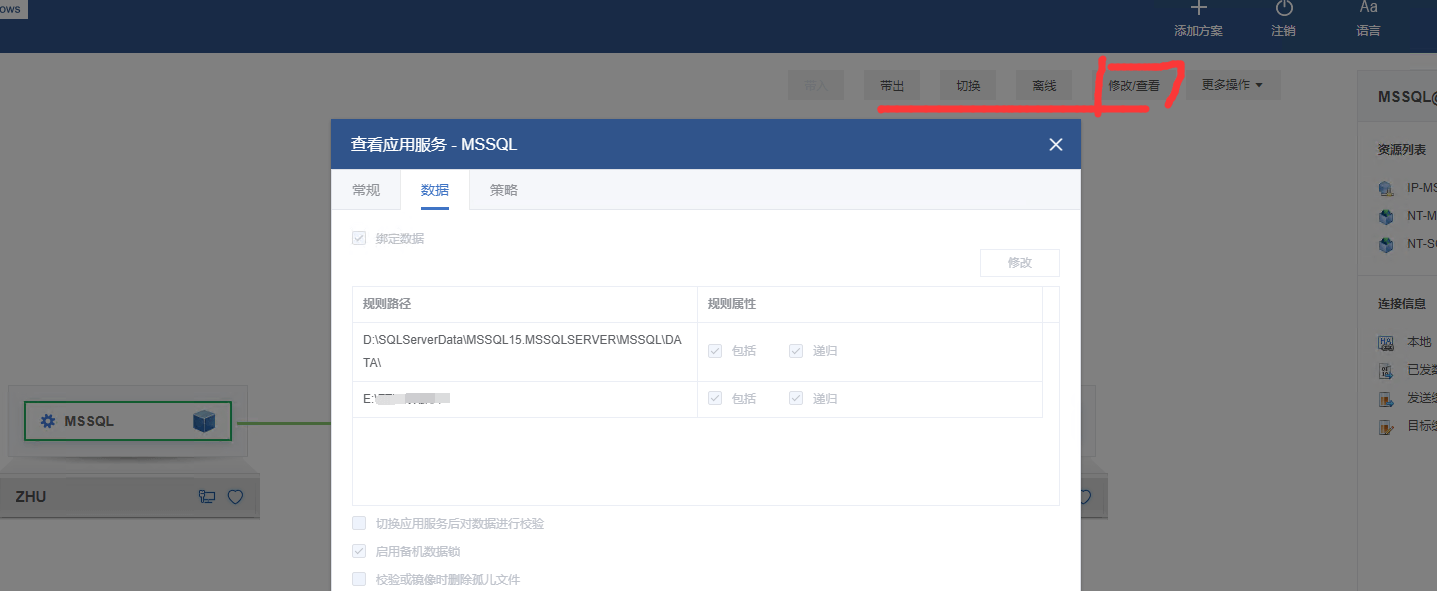 ows
添加方案
注销
Aa
语言
带入
带出
切换
离线
修改/查看
更多操作
MSSQL@
查看应用服务 - MSSQL
常规
数据
策略
绑定数据
修改
规则路径
规则属性
D:\SQLServerData\MSSQL15.MSSQLSERVER\MSSQL\DA
TA\
包括
递归
E:\
包括
递归
切换应用服务后对数据进行校验
启用备机数据锁
校验或镜像时删除孤儿文件
MSSQL
ZHU
资源列表
IP-MS
NT-M
NT-S
连接信息
本地
已发
发送
目标